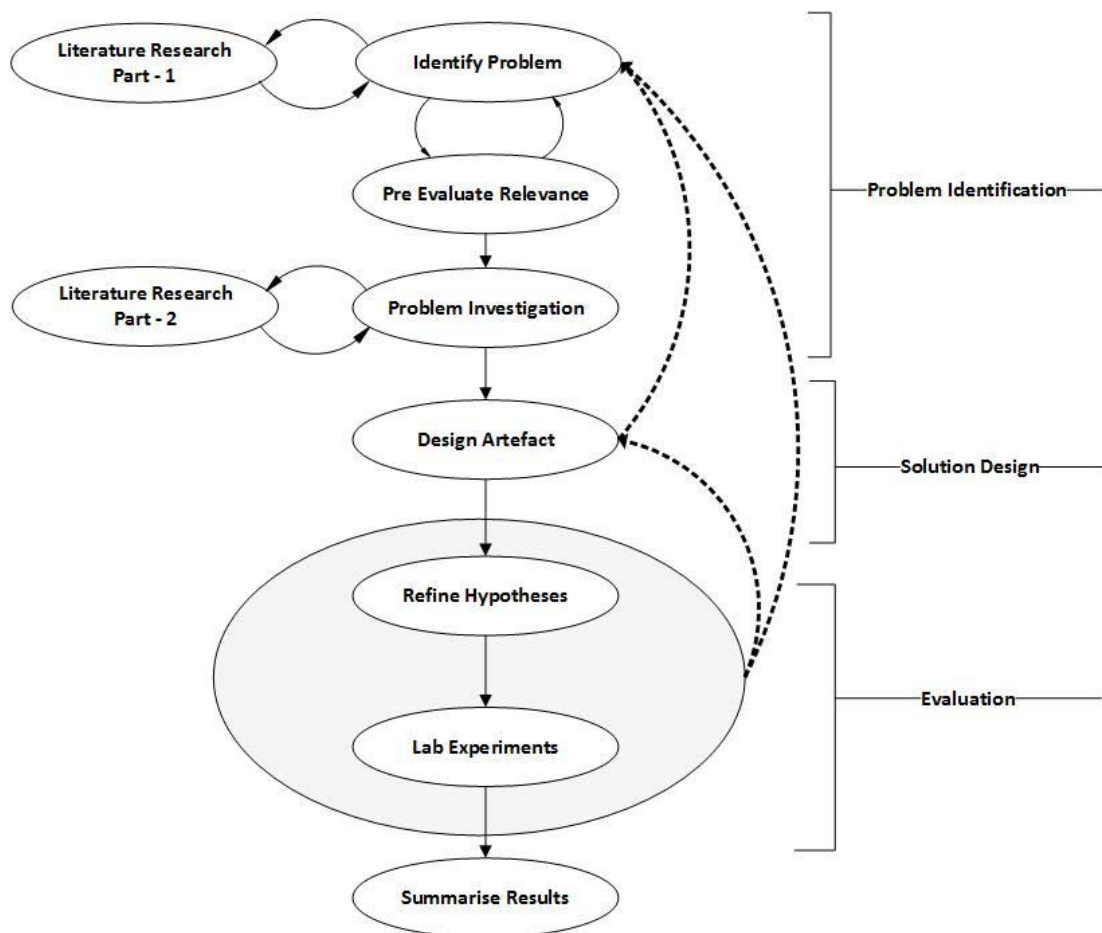 Literature Research
Part - 1
Identify Problem
Pre Evaluate Relevance
Problem Identification
Literature Research
Part - 2
Problem Investigation
Design Artefact
Solution Design
Refine Hypotheses
Evaluation
Lab Experiments
Summarise Results